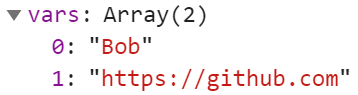 vars: Array(2)
0: "Bob"
1: "https://github.com"